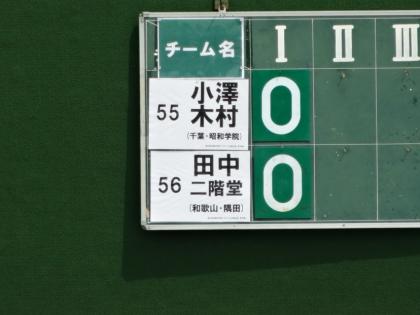 チーム名 I II III
55 小澤 0
木村
(千葉・昭和学院)
56 田中 0
二階堂
(和歌山・隅田)